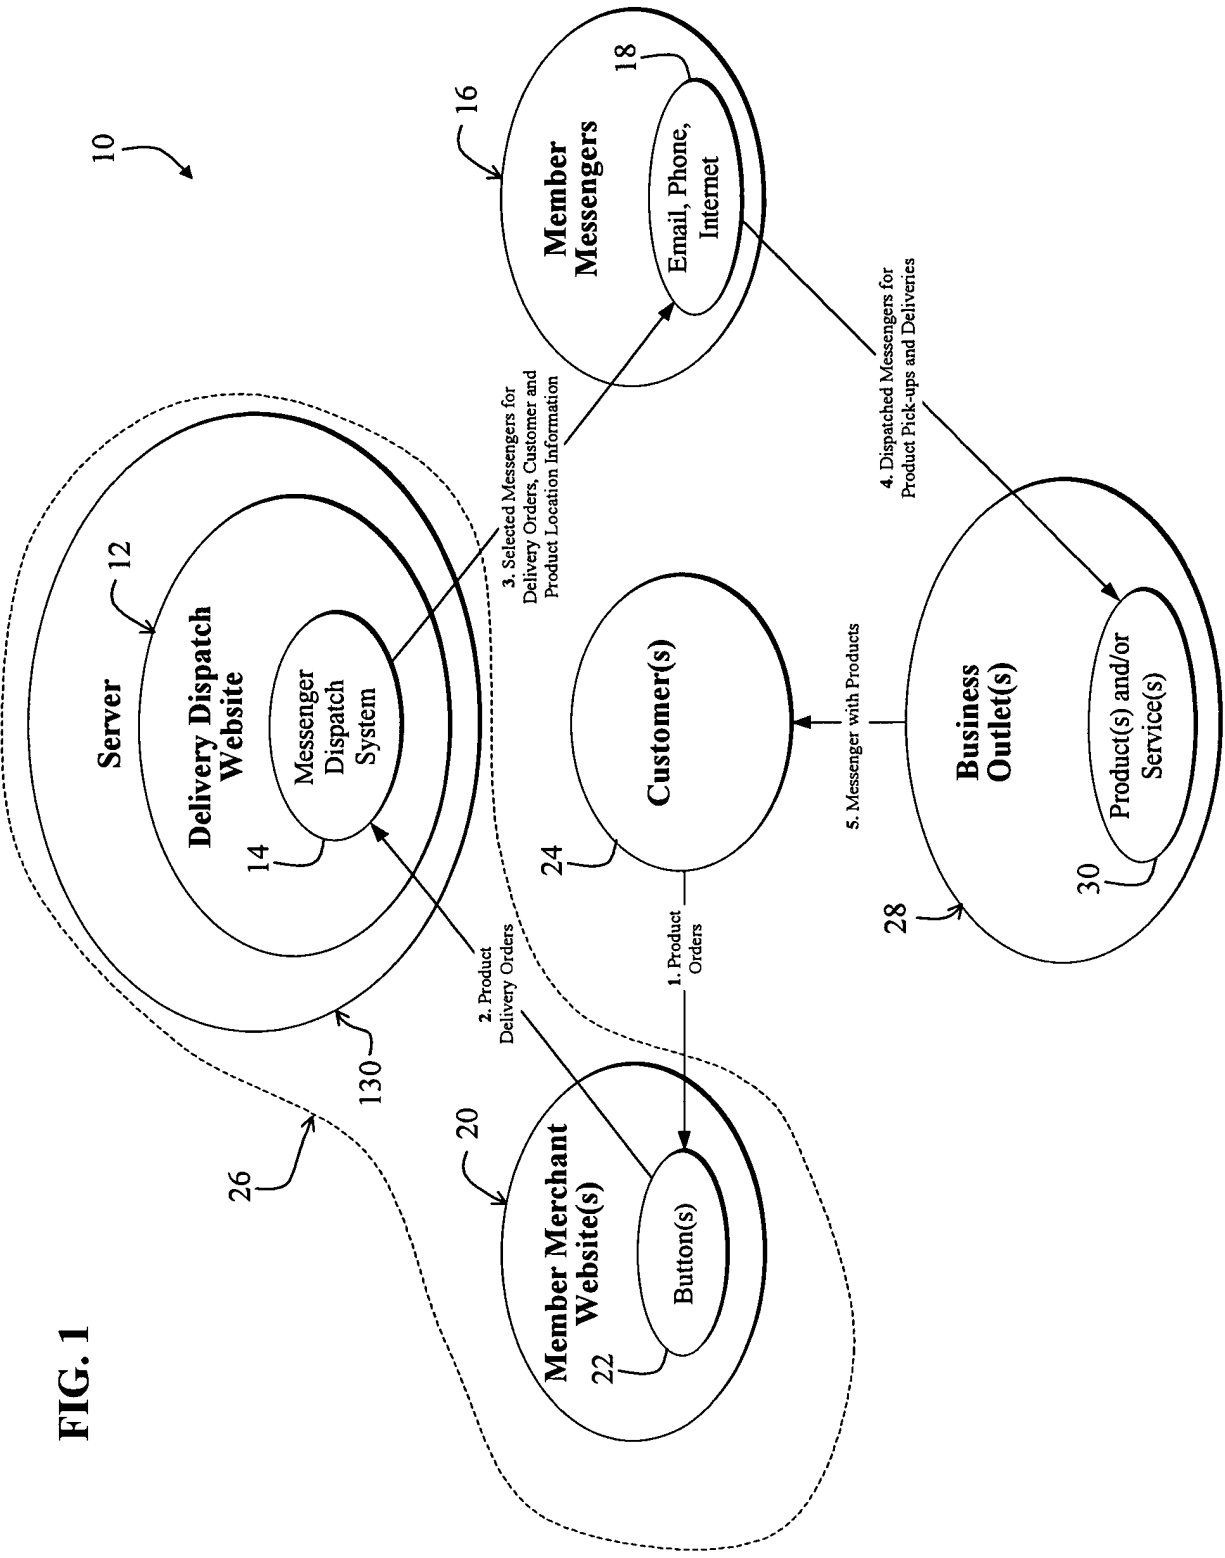 FIG. 1
10
26
Server
130
Delivery Dispatch
Website
12
Messenger
Dispatch
System
14
Member Merchant
Website(s)
20
Button(s)
22
2. Product
Delivery Orders
3. Selected Messengers for
Delivery Orders, Customer and
Product Location Information
Member
Messengers
16
Email, Phone,
Internet
18
Customer(s)
24
1. Product
Orders
4. Dispatched Messengers for
Product Pick-ups and Deliveries
5. Messenger with Products
Business
Outlet(s)
28
Product(s) and/or
Service(s)
30